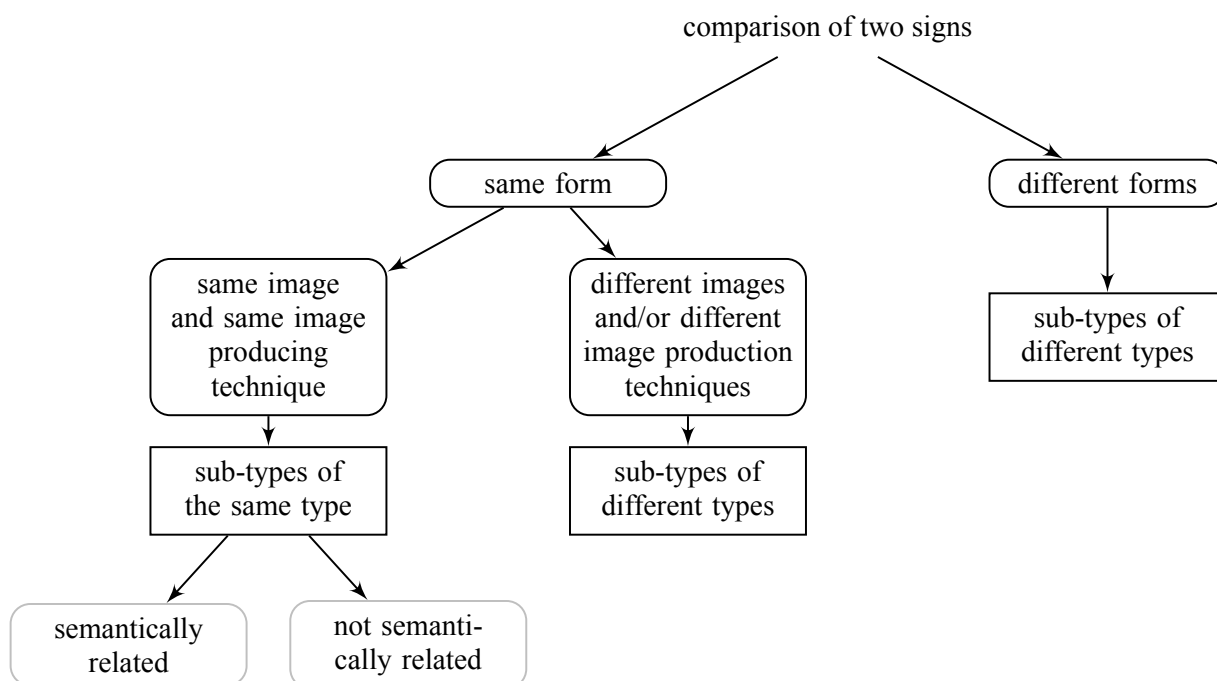 comparison of two signs
same form
different forms
same image
and same image
producing
technique
different images
and/or different
image production
techniques
sub-types of
different types
sub-types of
the same type
sub-types of
different types
semantically
related
not semanti-
cally related